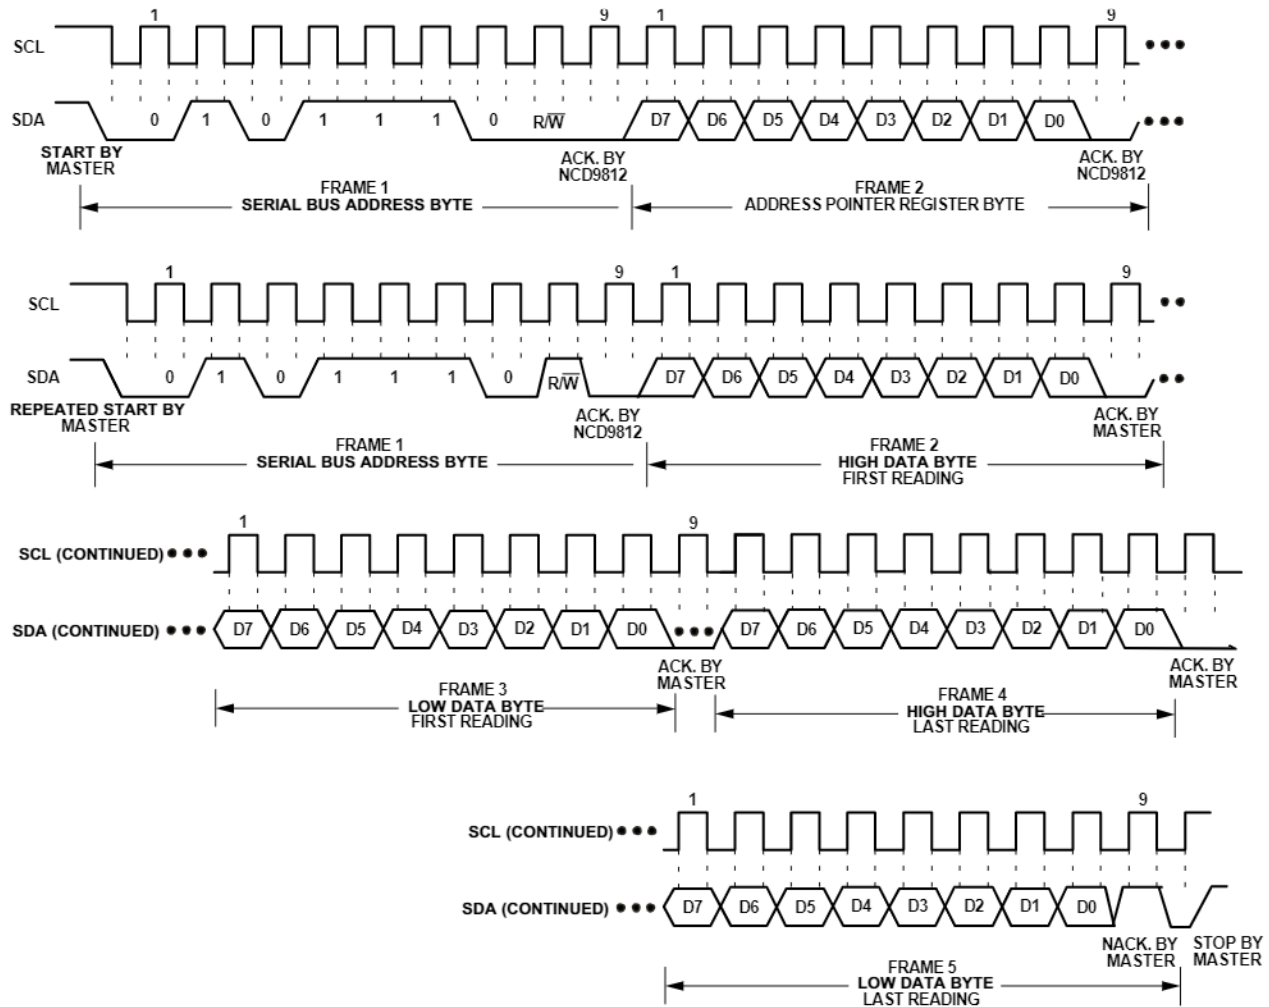 1 9 1 9
SCL
SDA 0 1 0 1 1 1 0 R/W̅ D7 D6 D5 D4 D3 D2 D1 D0
START BY
MASTER
ACK. BY
NCD9812
ACK. BY
NCD9812
FRAME 1
SERIAL BUS ADDRESS BYTE
FRAME 2
ADDRESS POINTER REGISTER BYTE
1 9 1 9
SCL
SDA 0 1 0 1 1 1 0 R/W̅ D7 D6 D5 D4 D3 D2 D1 D0
REPEATED START BY
MASTER
ACK. BY
NCD9812
ACK. BY
MASTER
FRAME 1
SERIAL BUS ADDRESS BYTE
FRAME 2
HIGH DATA BYTE
FIRST READING
1 9
SCL (CONTINUED)
SDA (CONTINUED) D7 D6 D5 D4 D3 D2 D1 D0 D7 D6 D5 D4 D3 D2 D1 D0
ACK. BY
MASTER
ACK. BY
MASTER
FRAME 3
LOW DATA BYTE
FIRST READING
FRAME 4
HIGH DATA BYTE
LAST READING
1 9
SCL (CONTINUED)
SDA (CONTINUED) D7 D6 D5 D4 D3 D2 D1 D0
NACK. BY
MASTER
STOP BY
MASTER
FRAME 5
LOW DATA BYTE
LAST READING